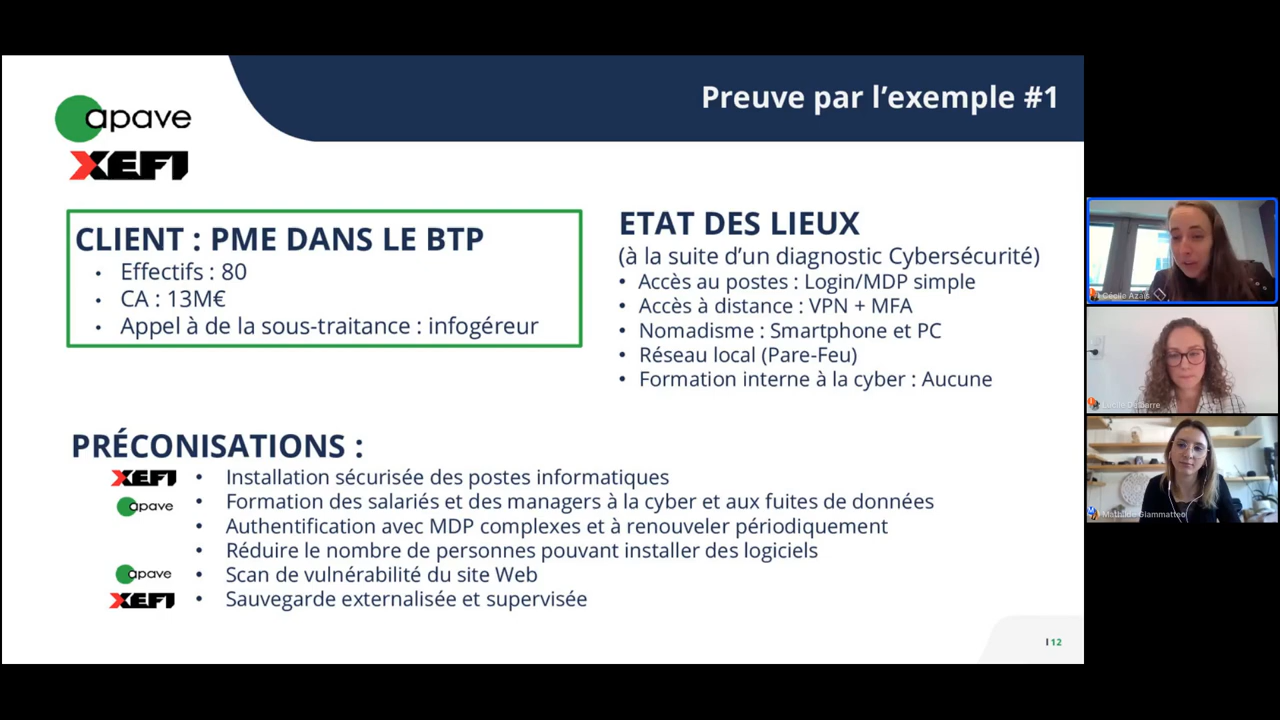 Preuve par l'exemple #1
apave
XEFI
CLIENT : PME DANS LE BTP
• Effectifs : 80
• CA : 13M€
• Appel à de la sous-traitance : infogéreur
ETAT DES LIEUX
(à la suite d'un diagnostic Cybersécurité)
• Accès au postes : Login/MDP simple
• Accès à distance : VPN + MFA
• Nomadisme : Smartphone et PC
• Réseau local (Pare-Feu)
• Formation interne à la cyber : Aucune
PRÉCONISATIONS :
XEFI • Installation sécurisée des postes informatiques
apave • Formation des salariés et des managers à la cyber et aux fuites de données
• Authentification avec MDP complexes et à renouveler périodiquement
• Réduire le nombre de personnes pouvant installer des logiciels
apave • Scan de vulnérabilité du site Web
XEFI • Sauvegarde externalisée et supervisée
I 12
Cécile Azaïs
Mathilde Giammatteo